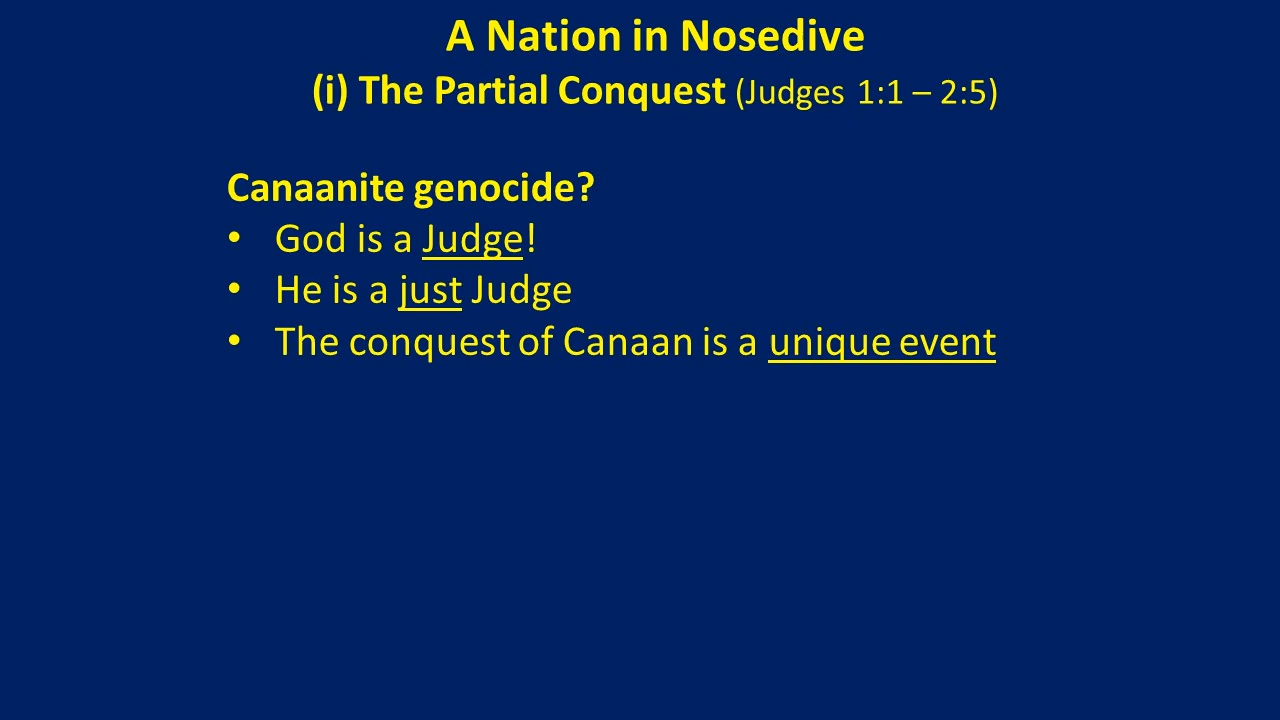 A Nation in Nosedive
(i) The Partial Conquest (Judges 1:1 – 2:5)
Canaanite genocide?
• God is a Judge!
• He is a just Judge
• The conquest of Canaan is a unique event